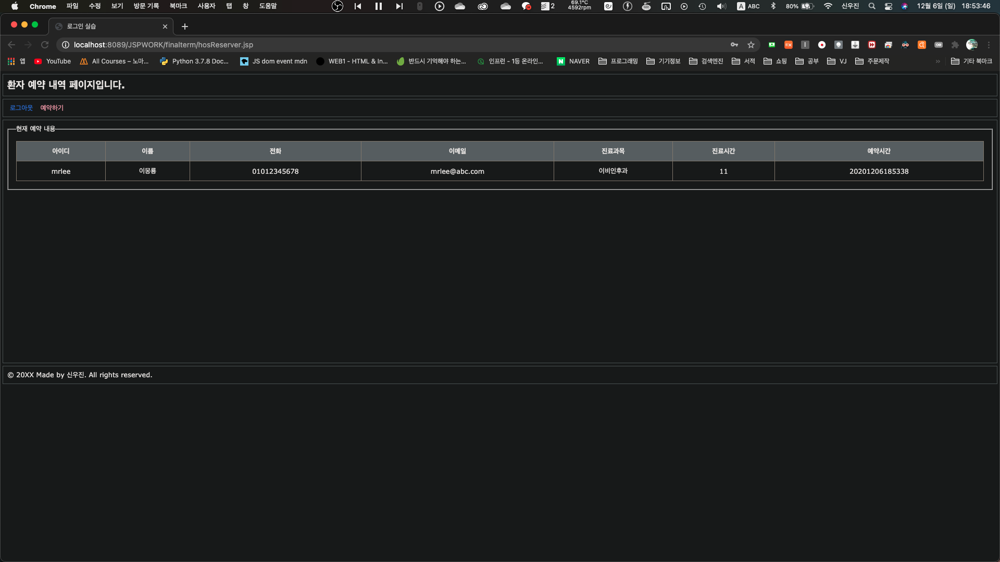 Chrome 파일 수정 보기 방문 기록 북마크 사용자 탭 창 도움말 2 69.1°C 4592rpm A ABC 80% 신우진 12월 6일 (일) 18:53:46
로그인 실습
localhost:8089/JSPWORK/finalterm/hosReserver.jsp
앱 YouTube All Courses – 노마... Python 3.7.8 Doc... JS dom event mdn WEB1 - HTML & In... 반드시 기억해야 하는... 인프런 - 1등 온라인... N NAVER 프로그래밍 기기정보 검색엔진 서적 쇼핑 공부 VJ 주문제작 » 기타 북마크
환자 예약 내역 페이지입니다.
로그아웃 예약하기
현재 예약 내용
아이디 이름 전화 이메일 진료과목 진료시간 예약시간
mrlee 이몽룡 01012345678 mrlee@abc.com 이비인후과 11 20201206185338
© 20XX Made by 신우진. All rights reserved.